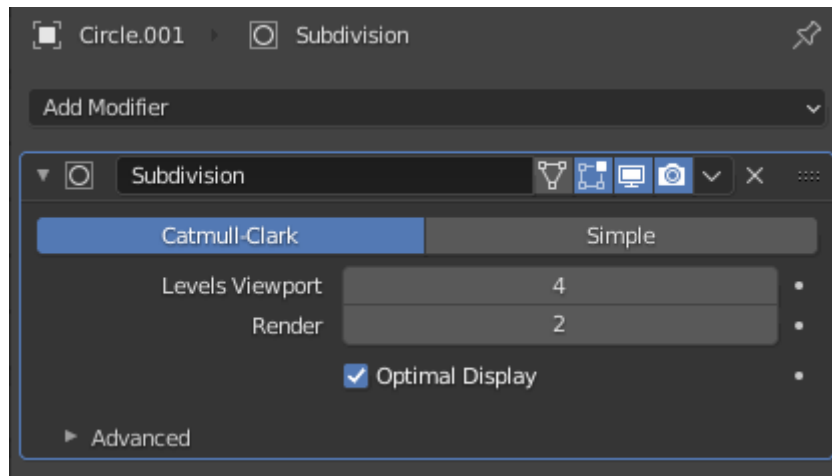 Circle.001 Subdivision
Add Modifier
Subdivision
Catmull-Clark Simple
Levels Viewport 4
Render 2
Optimal Display
Advanced